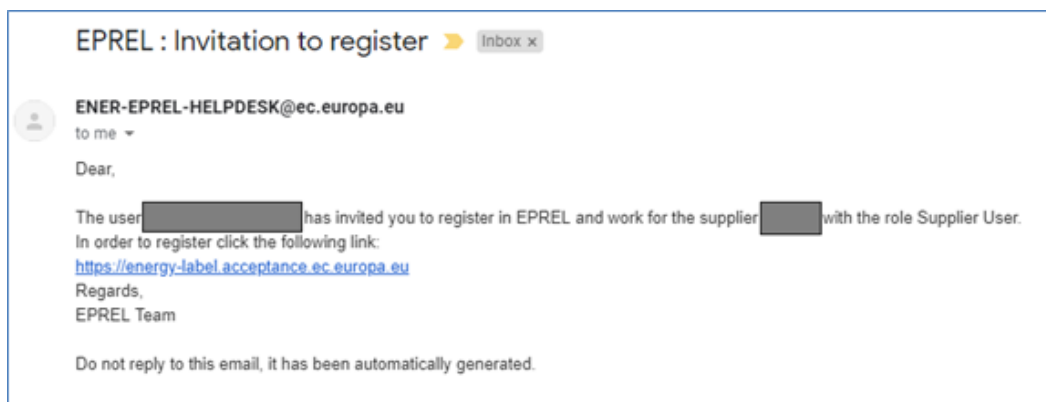 EPREL : Invitation to register Inbox x
ENER-EPREL-HELPDESK@ec.europa.eu
to me
Dear,
The user has invited you to register in EPREL and work for the supplier with the role Supplier User.
In order to register click the following link:
https://energy-label.acceptance.ec.europa.eu
Regards,
EPREL Team
Do not reply to this email, it has been automatically generated.